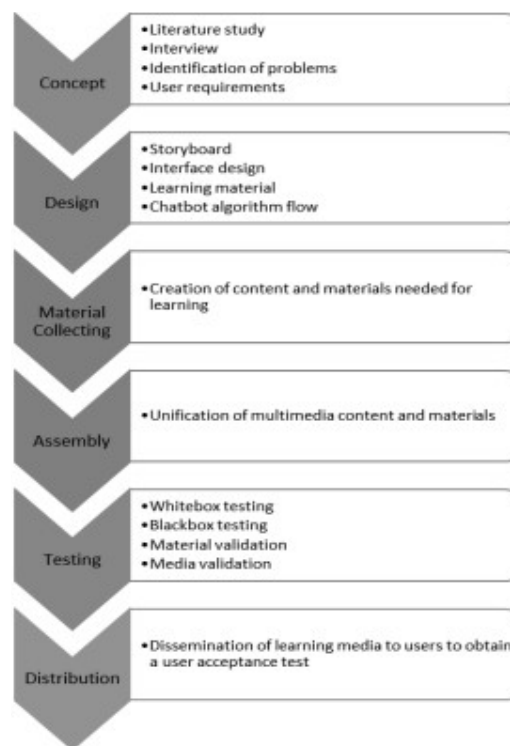 Concept
•Literature study
•Interview
•Identification of problems
•User requirements
Design
•Storyboard
•Interface design
•Learning material
•Chatbot algorithm flow
Material
Collecting
•Creation of content and materials needed for
learning
Assembly
•Unification of multimedia content and materials
Testing
•Whitebox testing
•Blackbox testing
•Material validation
•Media validation
Distribution
•Dissemination of learning media to users to obtain
a user acceptance test